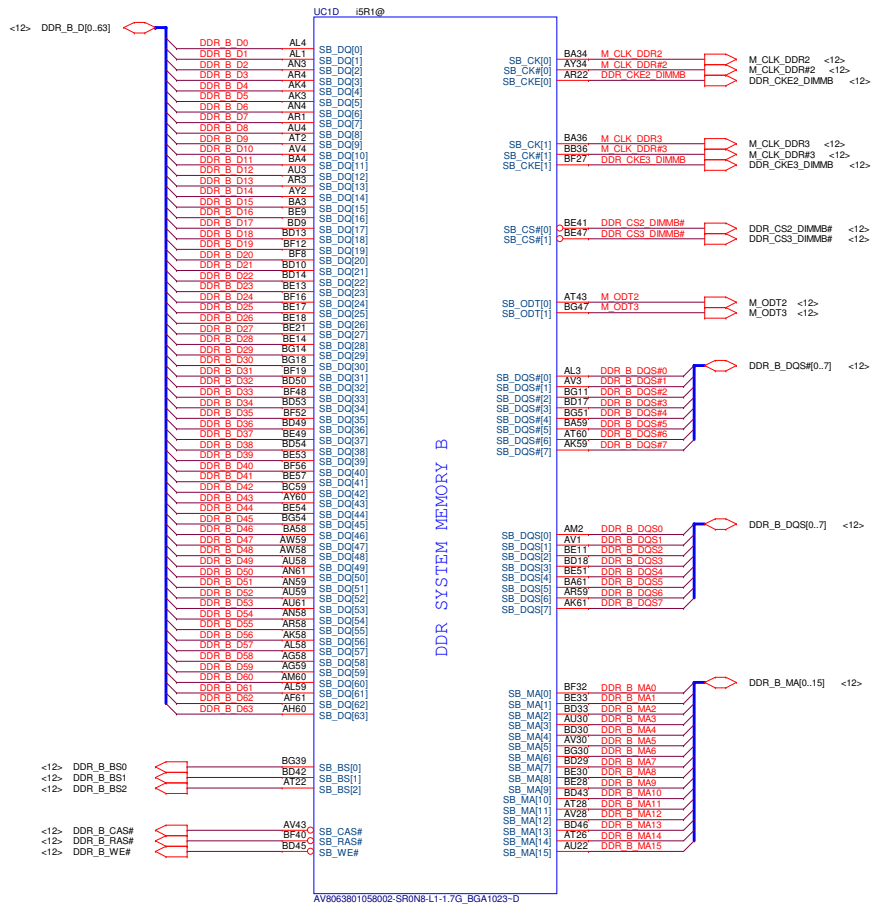 UC1D i5R1@
<12> DDR_B_D[0..63]
DDR_B_D0 AL4 SB_DQ[0]
DDR_B_D1 AL1 SB_DQ[1]
DDR_B_D2 AN3 SB_DQ[2]
DDR_B_D3 AR4 SB_DQ[3]
DDR_B_D4 AK4 SB_DQ[4]
DDR_B_D5 AK3 SB_DQ[5]
DDR_B_D6 AN4 SB_DQ[6]
DDR_B_D7 AR1 SB_DQ[7]
DDR_B_D8 AU4 SB_DQ[8]
DDR_B_D9 AT2 SB_DQ[9]
DDR_B_D10 AV4 SB_DQ[10]
DDR_B_D11 BA4 SB_DQ[11]
DDR_B_D12 AU3 SB_DQ[12]
DDR_B_D13 AR3 SB_DQ[13]
DDR_B_D14 AY2 SB_DQ[14]
DDR_B_D15 BA3 SB_DQ[15]
DDR_B_D16 BE9 SB_DQ[16]
DDR_B_D17 BD9 SB_DQ[17]
DDR_B_D18 BD13 SB_DQ[18]
DDR_B_D19 BF12 SB_DQ[19]
DDR_B_D20 BF8 SB_DQ[20]
DDR_B_D21 BD10 SB_DQ[21]
DDR_B_D22 BD14 SB_DQ[22]
DDR_B_D23 BE13 SB_DQ[23]
DDR_B_D24 BF16 SB_DQ[24]
DDR_B_D25 BE17 SB_DQ[25]
DDR_B_D26 BE18 SB_DQ[26]
DDR_B_D27 BE21 SB_DQ[27]
DDR_B_D28 BE14 SB_DQ[28]
DDR_B_D29 BG14 SB_DQ[29]
DDR_B_D30 BG18 SB_DQ[30]
DDR_B_D31 BF19 SB_DQ[31]
DDR_B_D32 BD50 SB_DQ[32]
DDR_B_D33 BF48 SB_DQ[33]
DDR_B_D34 BD53 SB_DQ[34]
DDR_B_D35 BF52 SB_DQ[35]
DDR_B_D36 BD49 SB_DQ[36]
DDR_B_D37 BE49 SB_DQ[37]
DDR_B_D38 BD54 SB_DQ[38]
DDR_B_D39 BE53 SB_DQ[39]
DDR_B_D40 BF56 SB_DQ[40]
DDR_B_D41 BE57 SB_DQ[41]
DDR_B_D42 BC59 SB_DQ[42]
DDR_B_D43 AY60 SB_DQ[43]
DDR_B_D44 BE54 SB_DQ[44]
DDR_B_D45 BG54 SB_DQ[45]
DDR_B_D46 BA58 SB_DQ[46]
DDR_B_D47 AW59 SB_DQ[47]
DDR_B_D48 AW58 SB_DQ[48]
DDR_B_D49 AU58 SB_DQ[49]
DDR_B_D50 AN61 SB_DQ[50]
DDR_B_D51 AN59 SB_DQ[51]
DDR_B_D52 AU59 SB_DQ[52]
DDR_B_D53 AU61 SB_DQ[53]
DDR_B_D54 AN58 SB_DQ[54]
DDR_B_D55 AR58 SB_DQ[55]
DDR_B_D56 AK58 SB_DQ[56]
DDR_B_D57 AL58 SB_DQ[57]
DDR_B_D58 AG58 SB_DQ[58]
DDR_B_D59 AG59 SB_DQ[59]
DDR_B_D60 AM60 SB_DQ[60]
DDR_B_D61 AL59 SB_DQ[61]
DDR_B_D62 AF61 SB_DQ[62]
DDR_B_D63 AH60 SB_DQ[63]
<12> DDR_B_BS0 BG39 SB_BS[0]
<12> DDR_B_BS1 BD42 SB_BS[1]
<12> DDR_B_BS2 AT22 SB_BS[2]
<12> DDR_B_CAS# AV43 SB_CAS#
<12> DDR_B_RAS# BF40 SB_RAS#
<12> DDR_B_WE# BD45 SB_WE#
DDR SYSTEM MEMORY B
SB_CK[0] BA34 M_CLK_DDR2 M_CLK_DDR2 <12>
SB_CK#[0] AY34 M_CLK_DDR#2 M_CLK_DDR#2 <12>
SB_CKE[0] AR22 DDR_CKE2_DIMMB DDR_CKE2_DIMMB <12>
SB_CK[1] BA36 M_CLK_DDR3 M_CLK_DDR3 <12>
SB_CK#[1] BB36 M_CLK_DDR#3 M_CLK_DDR#3 <12>
SB_CKE[1] BF27 DDR_CKE3_DIMMB DDR_CKE3_DIMMB <12>
SB_CS#[0] BE41 DDR_CS2_DIMMB# DDR_CS2_DIMMB# <12>
SB_CS#[1] BE47 DDR_CS3_DIMMB# DDR_CS3_DIMMB# <12>
SB_ODT[0] AT43 M_ODT2 M_ODT2 <12>
SB_ODT[1] BG47 M_ODT3 M_ODT3 <12>
DDR_B_DQS#[0..7] <12>
SB_DQS#[0] AL3 DDR_B_DQS#0
SB_DQS#[1] AV3 DDR_B_DQS#1
SB_DQS#[2] BG11 DDR_B_DQS#2
SB_DQS#[3] BD17 DDR_B_DQS#3
SB_DQS#[4] BG51 DDR_B_DQS#4
SB_DQS#[5] BA59 DDR_B_DQS#5
SB_DQS#[6] AT60 DDR_B_DQS#6
SB_DQS#[7] AK59 DDR_B_DQS#7
DDR_B_DQS[0..7] <12>
SB_DQS[0] AM2 DDR_B_DQS0
SB_DQS[1] AV1 DDR_B_DQS1
SB_DQS[2] BE11 DDR_B_DQS2
SB_DQS[3] BD18 DDR_B_DQS3
SB_DQS[4] BE51 DDR_B_DQS4
SB_DQS[5] BA61 DDR_B_DQS5
SB_DQS[6] AR59 DDR_B_DQS6
SB_DQS[7] AK61 DDR_B_DQS7
DDR_B_MA[0..15] <12>
SB_MA[0] BF32 DDR_B_MA0
SB_MA[1] BE33 DDR_B_MA1
SB_MA[2] BD33 DDR_B_MA2
SB_MA[3] AU30 DDR_B_MA3
SB_MA[4] BD30 DDR_B_MA4
SB_MA[5] AV30 DDR_B_MA5
SB_MA[6] BG30 DDR_B_MA6
SB_MA[7] BD29 DDR_B_MA7
SB_MA[8] BE30 DDR_B_MA8
SB_MA[9] BE28 DDR_B_MA9
SB_MA[10] BD43 DDR_B_MA10
SB_MA[11] AT28 DDR_B_MA11
SB_MA[12] AV28 DDR_B_MA12
SB_MA[13] BD46 DDR_B_MA13
SB_MA[14] AT26 DDR_B_MA14
SB_MA[15] AU22 DDR_B_MA15
AV8063801058002-SR0N8-L1-1.7G_BGA1023~D